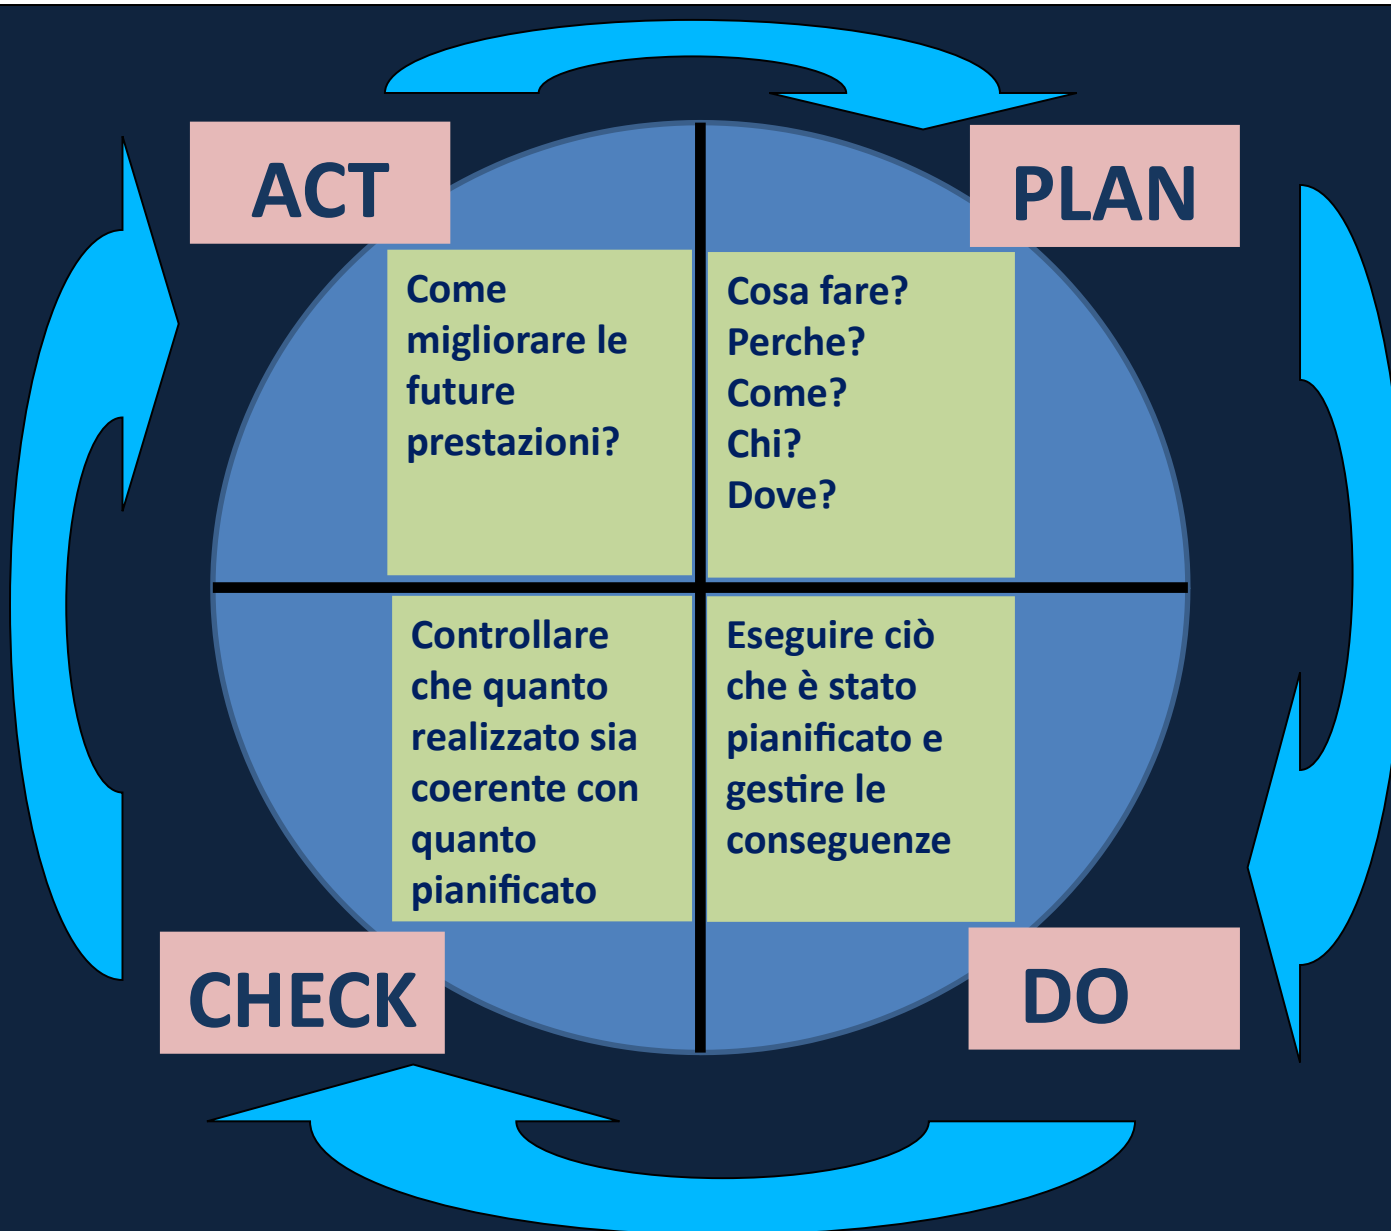 ACT
Come
migliorare le
future
prestazioni?
PLAN
Cosa fare?
Perche?
Come?
Chi?
Dove?
Controllare
che quanto
realizzato sia
coerente con
quanto
pianificato
CHECK
Eseguire ciò
che è stato
pianificato e
gestire le
conseguenze
DO